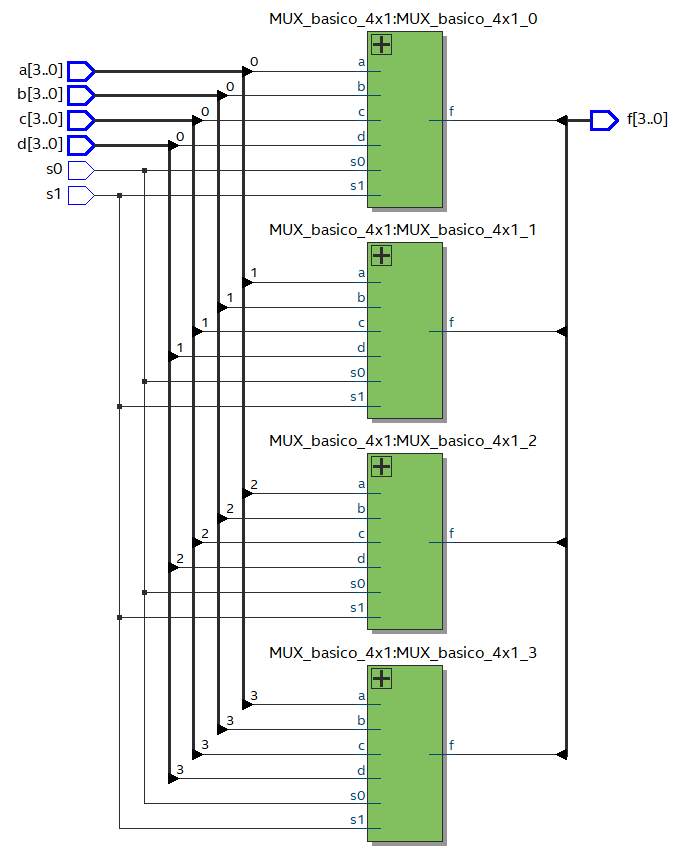 MUX_basico_4x1:MUX_basico_4x1_0
a[3..0]
b[3..0]
c[3..0]
d[3..0]
s0
s1
0
0
0
0
a
b
c
d
s0
s1
f
f[3..0]
MUX_basico_4x1:MUX_basico_4x1_1
1
1
1
1
a
b
c
d
s0
s1
f
MUX_basico_4x1:MUX_basico_4x1_2
2
2
2
2
a
b
c
d
s0
s1
f
MUX_basico_4x1:MUX_basico_4x1_3
3
3
3
3
a
b
c
d
s0
s1
f